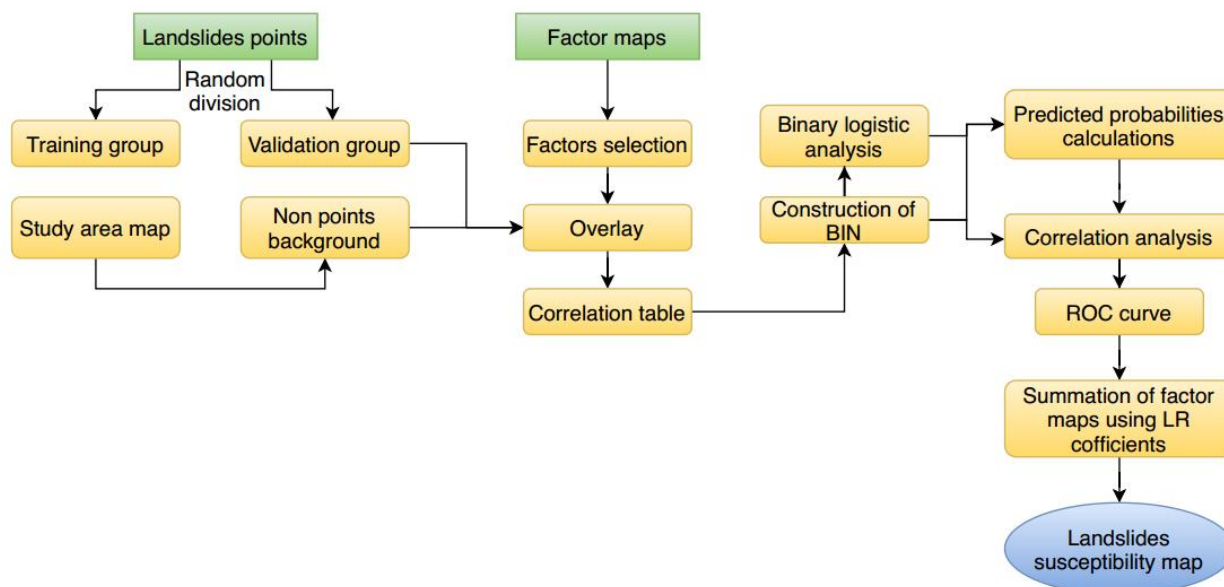 Landslides points
Random
division
Training group
Validation group
Study area map
Non points
background
Factor maps
Factors selection
Overlay
Correlation table
Binary logistic
analysis
Construction of
BIN
Predicted probabilities
calculations
Correlation analysis
ROC curve
Summation of factor
maps using LR
cofficients
Landslides
susceptibility map